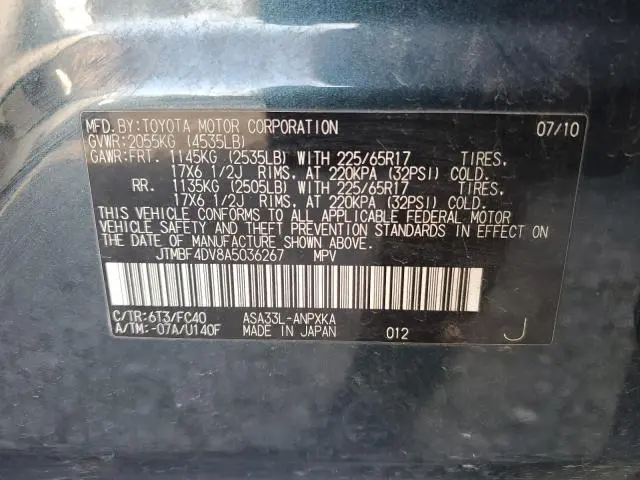 MFD. BY: TOYOTA MOTOR CORPORATION 07/10
GVWR: 2055KG (4535LB)
GAWR: FRT. 1145KG (2535LB) WITH 225/65R17 TIRES,
17X6 1/2J RIMS, AT 220KPA (32PSI) COLD.
RR. 1135KG (2505LB) WITH 225/65R17 TIRES,
17X6 1/2J RIMS, AT 220KPA (32PSI) COLD.
THIS VEHICLE CONFORMS TO ALL APPLICABLE FEDERAL MOTOR
VEHICLE SAFETY AND THEFT PREVENTION STANDARDS IN EFFECT ON
THE DATE OF MANUFACTURE SHOWN ABOVE.
JTMBF4DV8A5036267 MPV
C/TR: 6T3/FC40 ASA33L-ANPXKA
A/TM: -07A/U140F MADE IN JAPAN 012 J